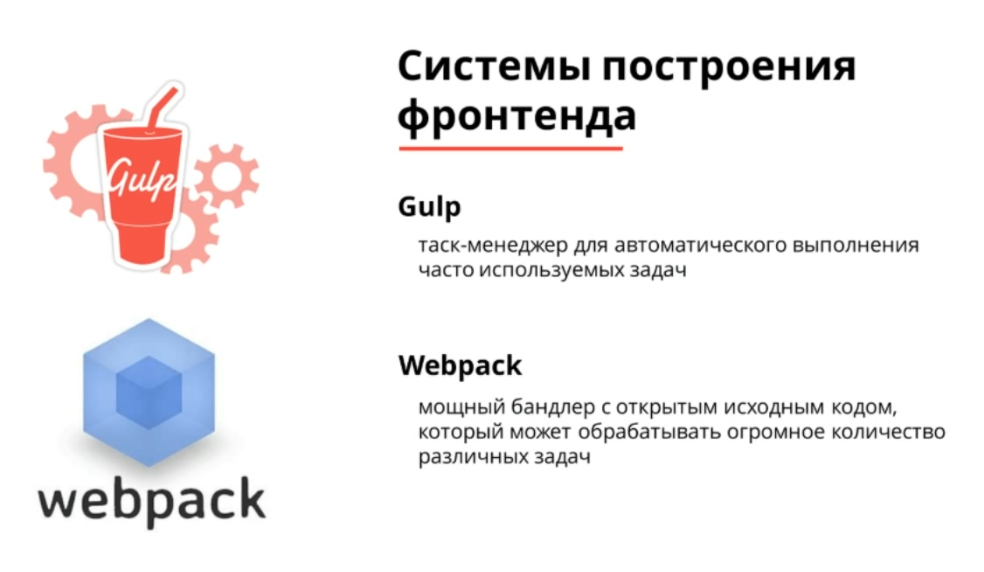 Системы построения
фронтенда
Gulp
Gulp
таск-менеджер для автоматического выполнения
часто используемых задач
webpack
Webpack
мощный бандлер с открытым исходным кодом,
который может обрабатывать огромное количество
различных задач